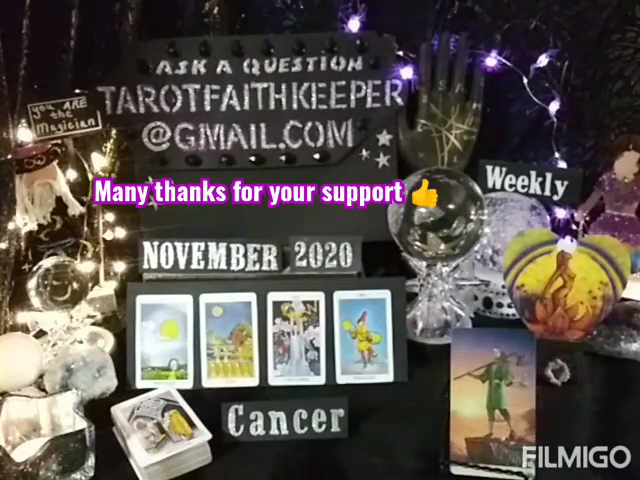 ASK A QUESTION
TAROTFAITHKEEPER
@GMAIL.COM
you ARE
the
Magician
Many thanks for your support 👍
Weekly
NOVEMBER 2020
Cancer
FILMIGO